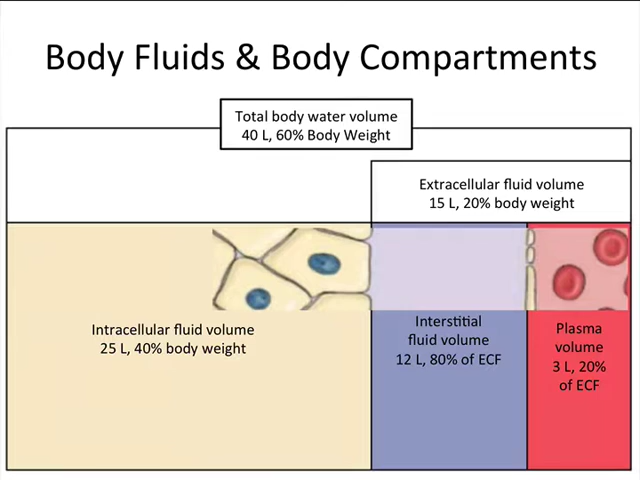 Body Fluids & Body Compartments
Total body water volume
40 L, 60% Body Weight
Extracellular fluid volume
15 L, 20% body weight
Intracellular fluid volume
25 L, 40% body weight
Interstitial
fluid volume
12 L, 80% of ECF
Plasma
volume
3 L, 20%
of ECF